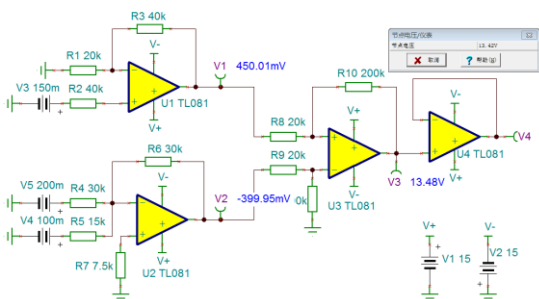 R3 40k
V-
R1 20k
V1
450.01mV
V3 150m
R2 40k
U1 TL081
V+
节点电压/仪表
节点电压 13.42V
取消
? 帮助(H)
R10 200k
V+
V-
R8 20k
R6 30k
V-
R9 20k
V4
U4 TL081
V5 200m
R4 30k
V2
-399.95mV
0k
V-
U3 TL081
V3
13.48V
V+
V4 100m
R5 15k
V+
R7 7.5k
U2 TL081
V+
V-
V1 15
V2 15